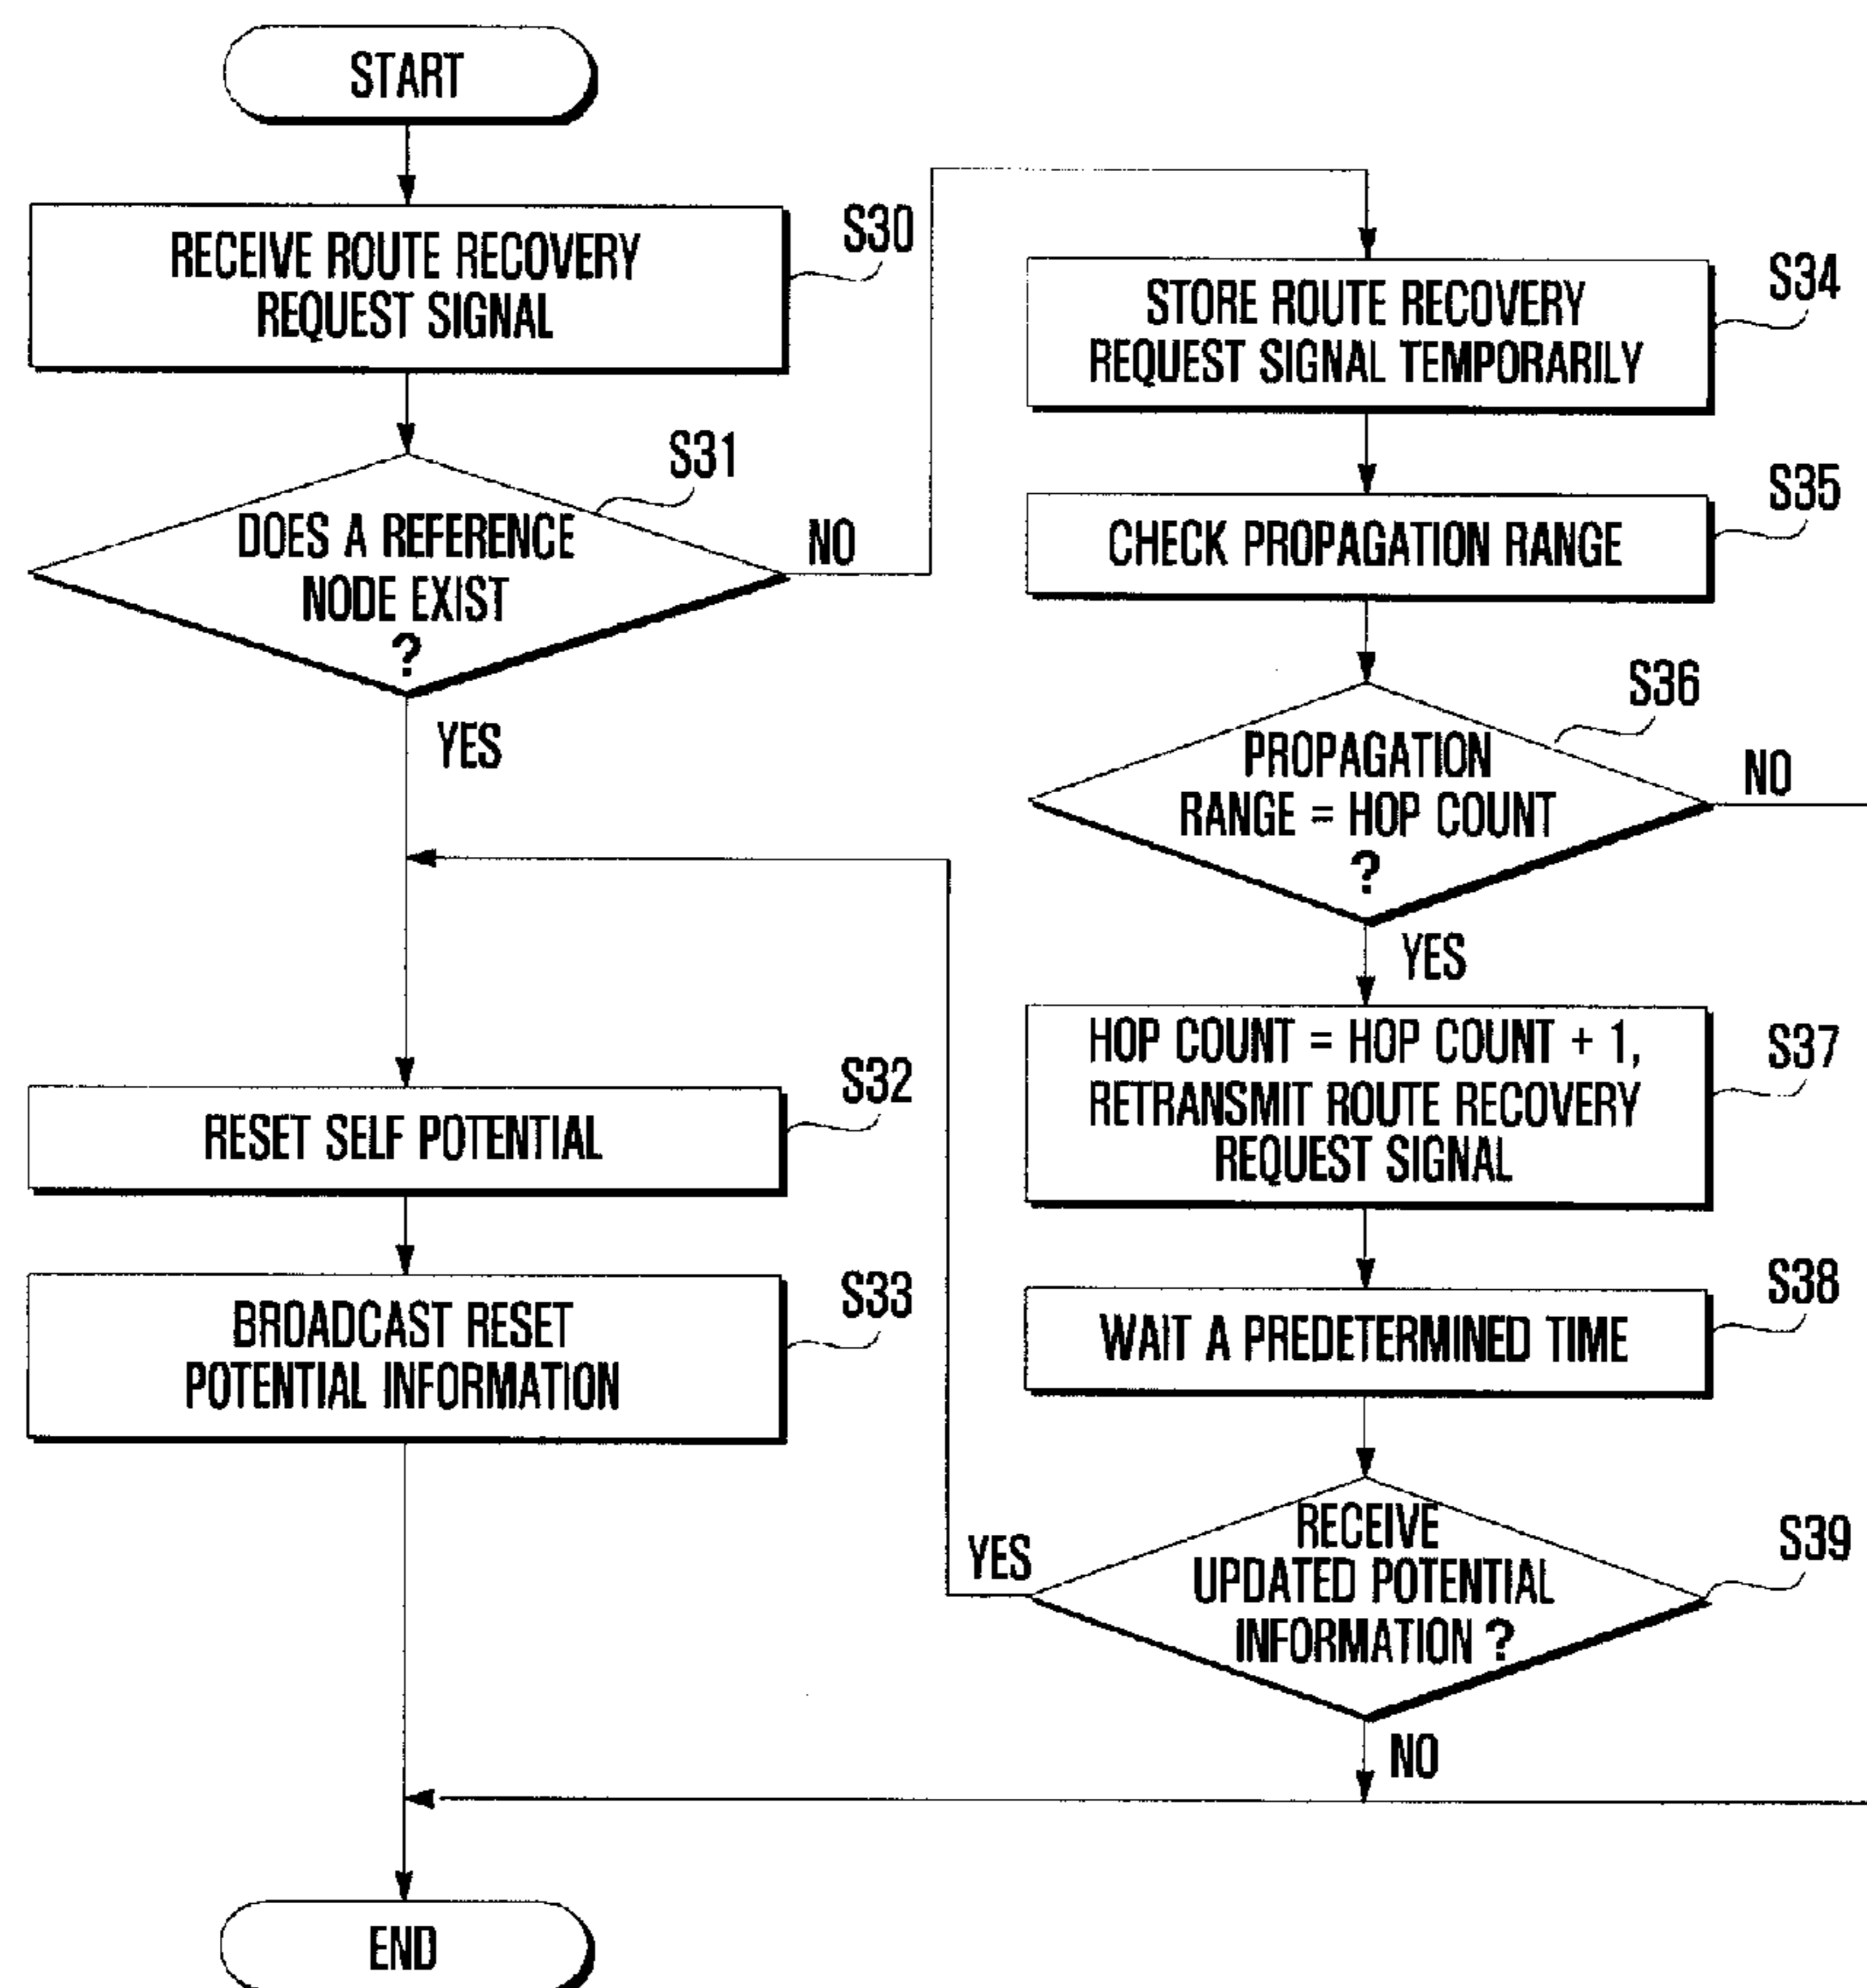 START
RECEIVE ROUTE RECOVERY
REQUEST SIGNAL
S30
DOES A REFERENCE
NODE EXIST
?
S31
NO
YES
RESET SELF POTENTIAL
S32
BROADCAST RESET
POTENTIAL INFORMATION
S33
END
STORE ROUTE RECOVERY
REQUEST SIGNAL TEMPORARILY
S34
CHECK PROPAGATION RANGE
S35
PROPAGATION
RANGE = HOP COUNT
?
S36
NO
YES
HOP COUNT = HOP COUNT + 1,
RETRANSMIT ROUTE RECOVERY
REQUEST SIGNAL
S37
WAIT A PREDETERMINED TIME
S38
RECEIVE
UPDATED POTENTIAL
INFORMATION ?
S39
YES
NO